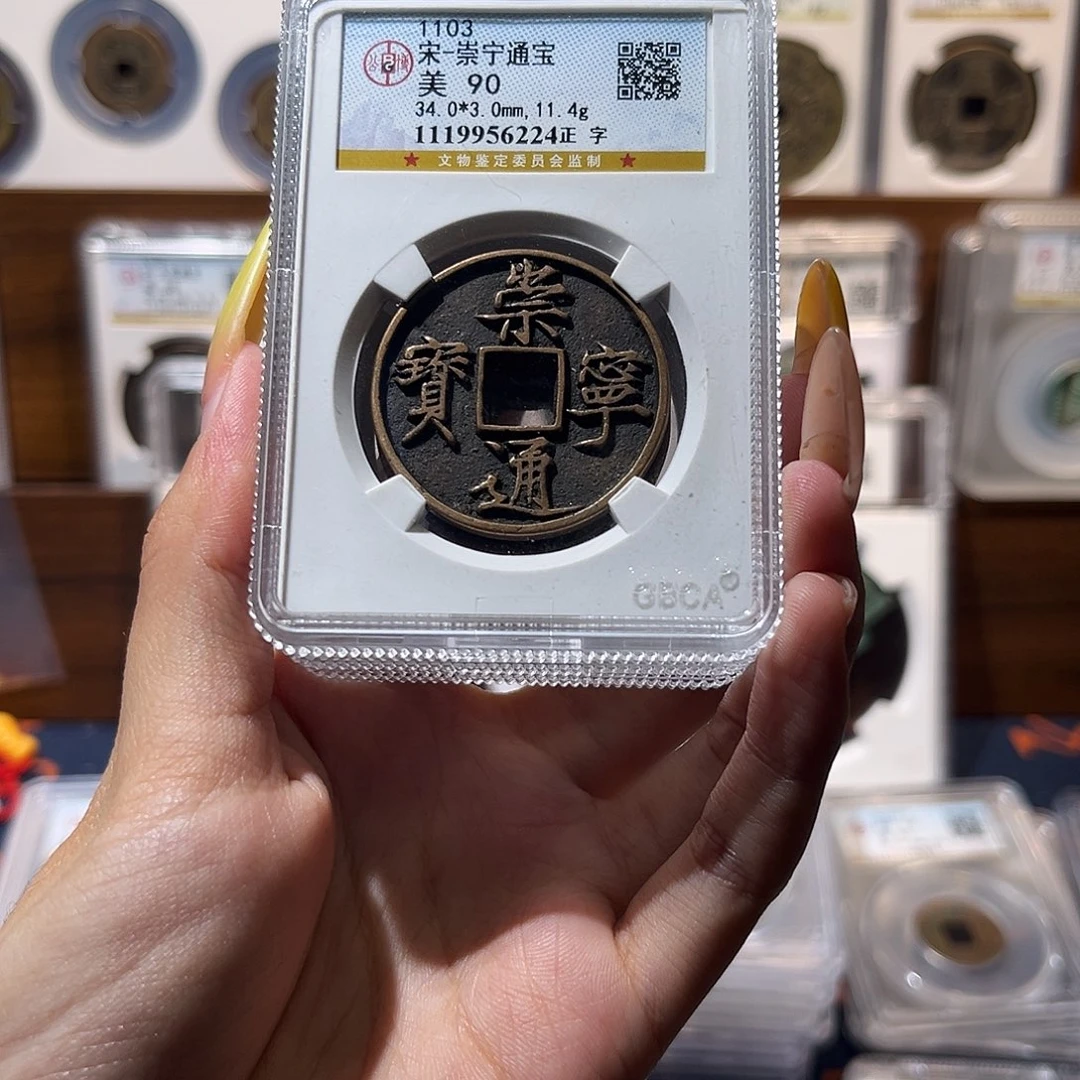 1103
宋-崇宁通宝
美 90
34.0*3.0mm,11.4g
1119956224正 字
★ 文物鉴定委员会监制 ★
崇
寶 寧
通
GBCA